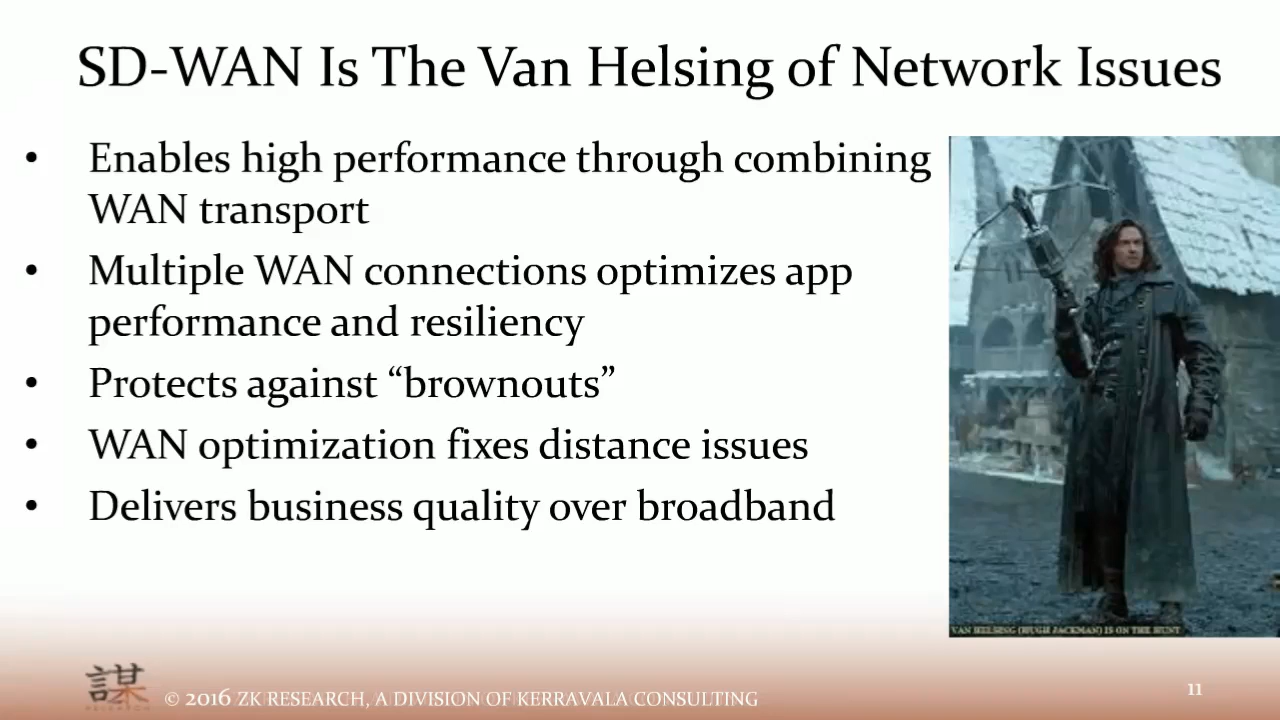 SD-WAN Is The Van Helsing of Network Issues
• Enables high performance through combining
WAN transport
• Multiple WAN connections optimizes app
performance and resiliency
• Protects against “brownouts”
• WAN optimization fixes distance issues
• Delivers business quality over broadband
VAN HELSING (HUGH JACKMAN) IS ON THE HUNT
謀
© 2016 ZK RESEARCH, A DIVISION OF KERRAVALA CONSULTING
11